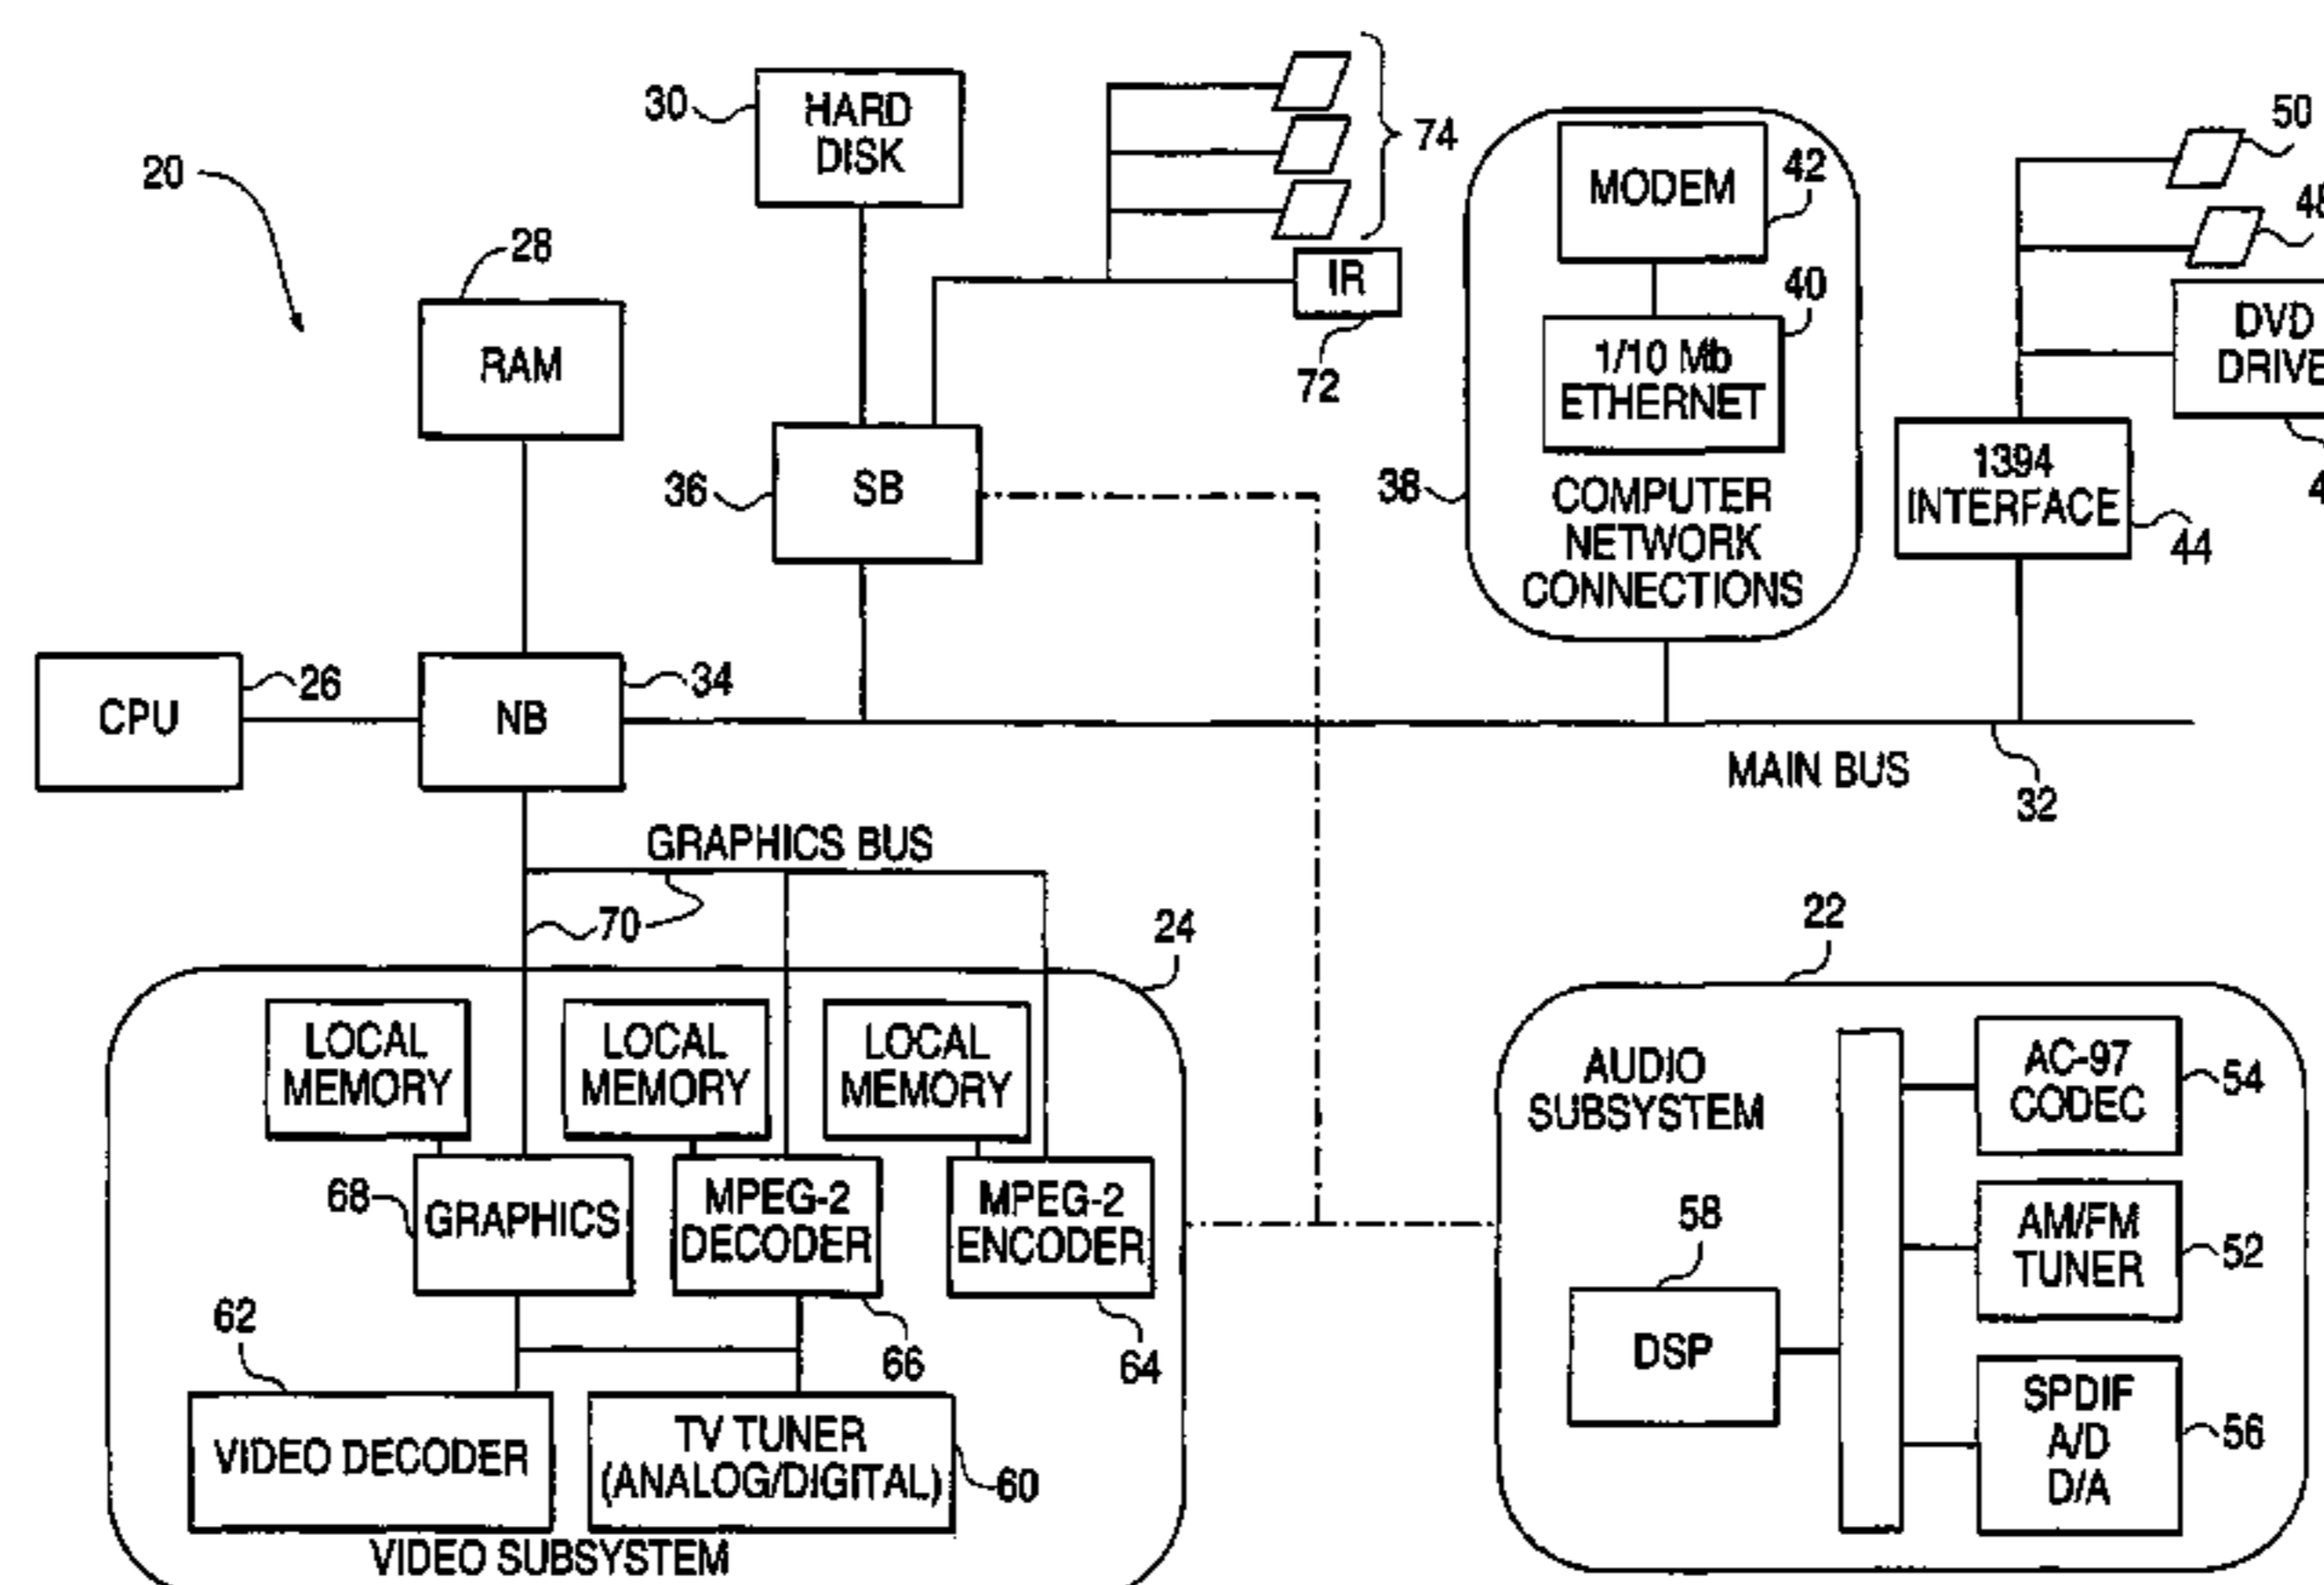 30
HARD
DISK
74
50
20
28
MODEM
42
RAM
IR
72
40
1/10 Mb
ETHERNET
DVD
DRIVE
36
SB
38
COMPUTER
NETWORK
CONNECTIONS
1394
INTERFACE
44
CPU
26
NB
34
MAIN BUS
32
GRAPHICS BUS
70
24
22
LOCAL
MEMORY
LOCAL
MEMORY
LOCAL
MEMORY
68
GRAPHICS
MPEG-2
DECODER
MPEG-2
ENCODER
62
66
64
VIDEO DECODER
TV TUNER
(ANALOG/DIGITAL)
60
VIDEO SUBSYSTEM
AUDIO
SUBSYSTEM
AC-97
CODEC
54
58
DSP
AM/FM
TUNER
52
SPDIF
A/D
D/A
56